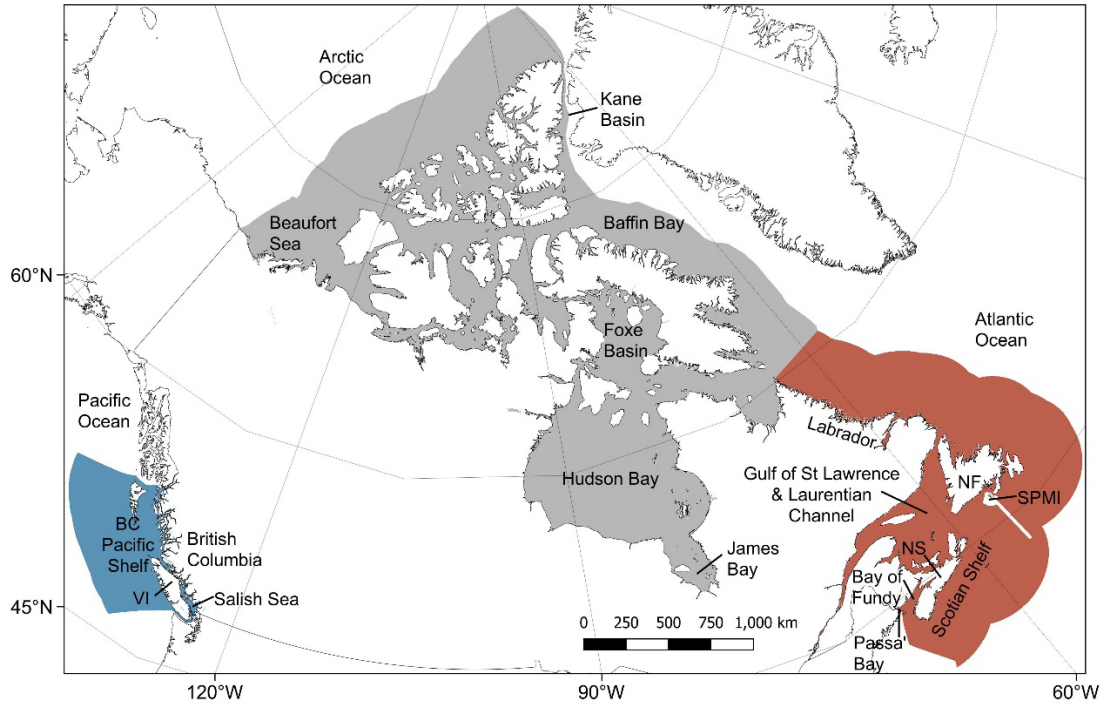 Arctic
Ocean
Kane
Basin
Beaufort
Sea
Baffin Bay
60°N
Foxe
Basin
Atlantic
Ocean
Pacific
Ocean
Labrador
Hudson Bay
Gulf of St Lawrence
& Laurentian
Channel
NF
SPMI
BC
Pacific
Shelf
British
Columbia
James
Bay
NS
Scotian Shelf
Bay of
Fundy
VI
Salish Sea
45°N
Passa'
Bay
0 250 500 750 1,000 km
120°W
90°W
60°W